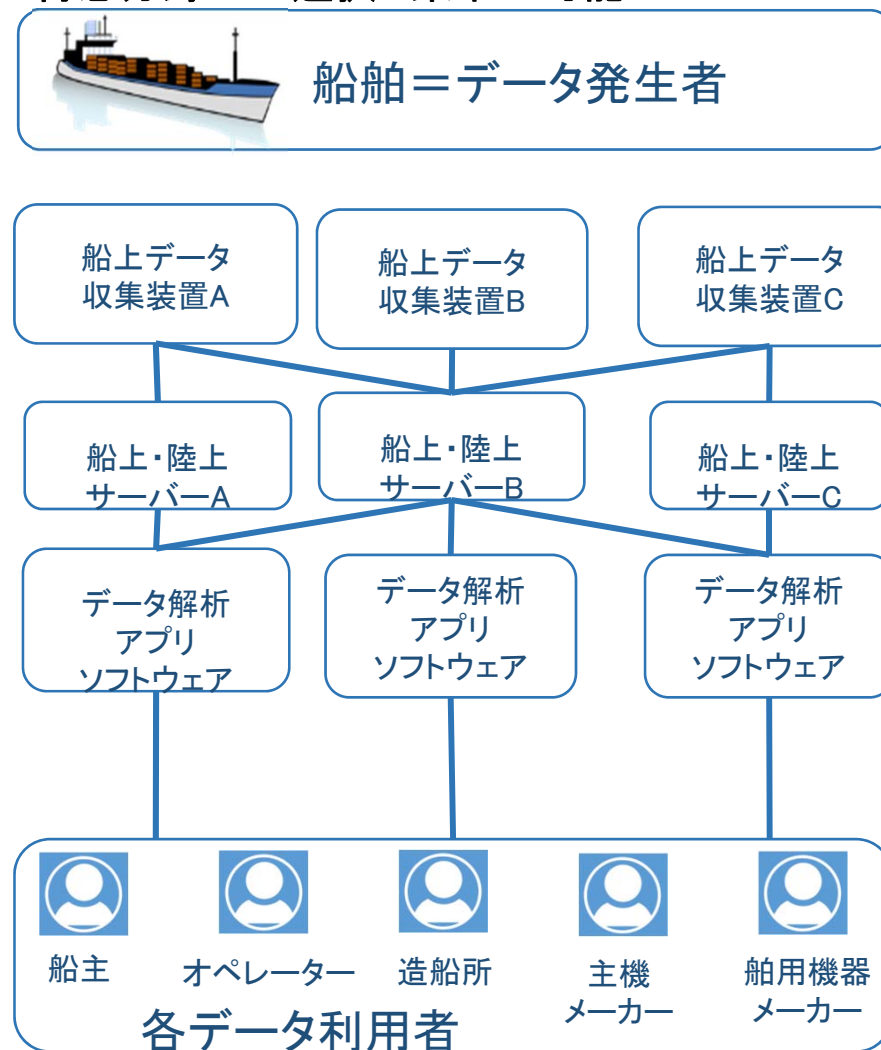 船舶＝データ発生者
船上データ
収集装置A
船上データ
収集装置B
船上データ
収集装置C
船上・陸上
サーバーA
船上・陸上
サーバーB
船上・陸上
サーバーC
データ解析
アプリ
ソフトウェア
データ解析
アプリ
ソフトウェア
データ解析
アプリ
ソフトウェア
船主
オペレーター
造船所
主機
メーカー
舶用機器
メーカー
各データ利用者